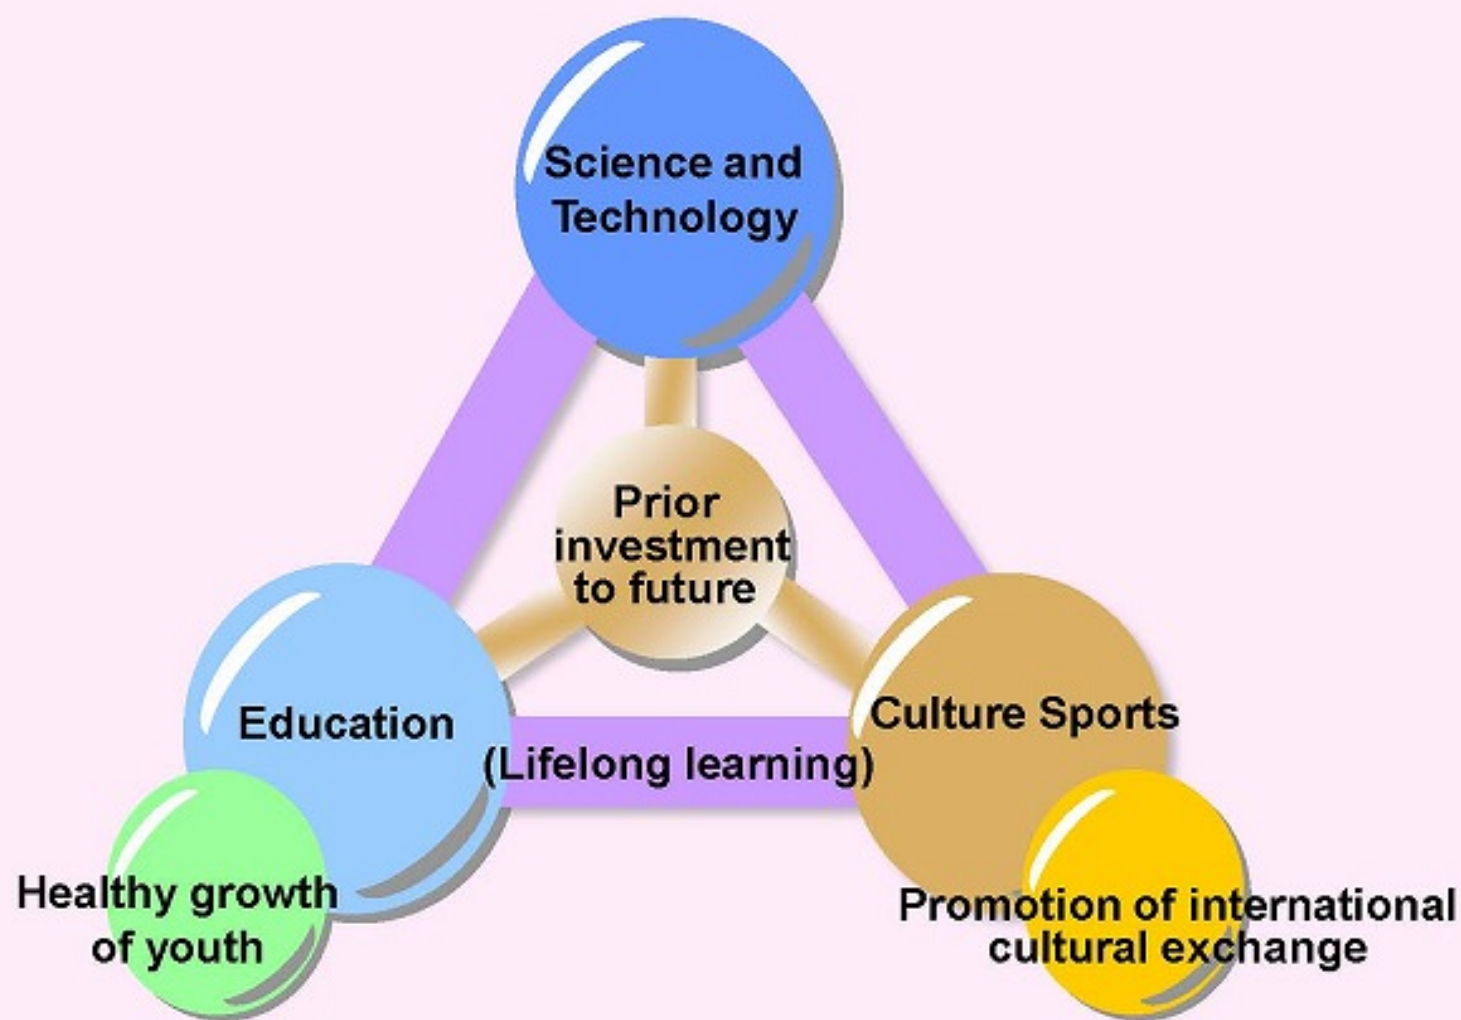 Science and
Technology
Prior
investment
to future
Education
Culture Sports
(Lifelong learning)
Healthy growth
of youth
Promotion of international
cultural exchange